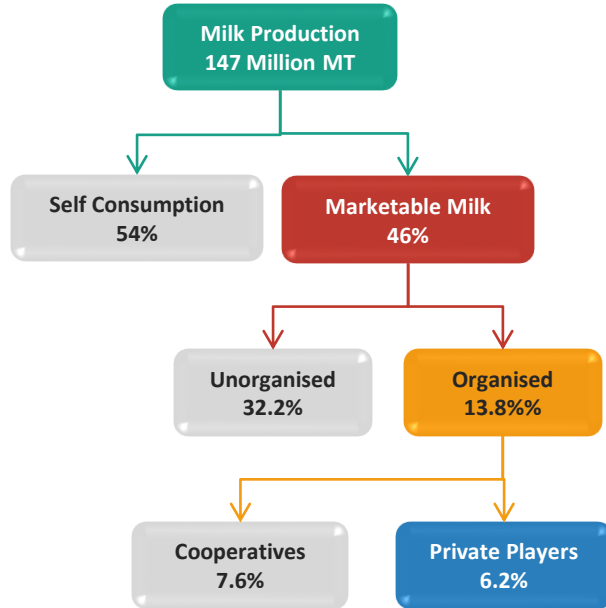 Milk Production
147 Million MT
Self Consumption
54%
Marketable Milk
46%
Unorganised
32.2%
Organised
13.8%%
Cooperatives
7.6%
Private Players
6.2%